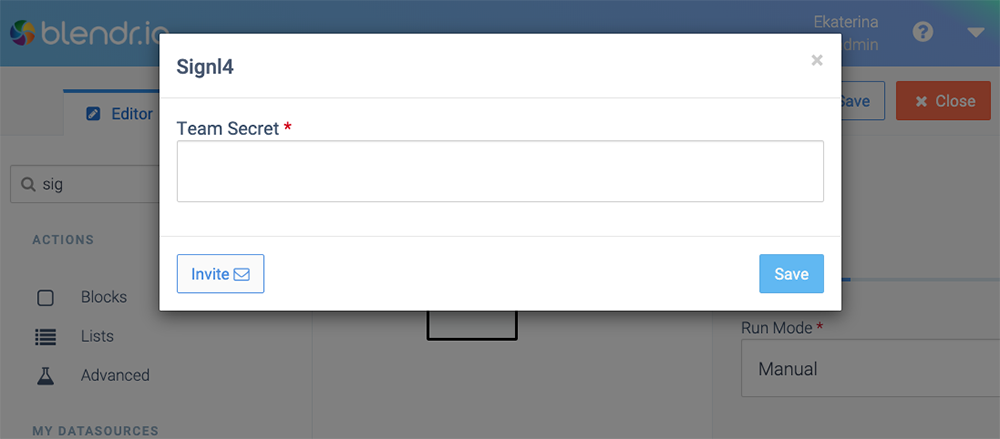 blendr.io
Ekaterina
admin
Signl4
×
Save
Close
Editor
Team Secret *
sig
ACTIONS
Invite
Save
Blocks
Lists
Advanced
Run Mode *
Manual
MY DATASOURCES